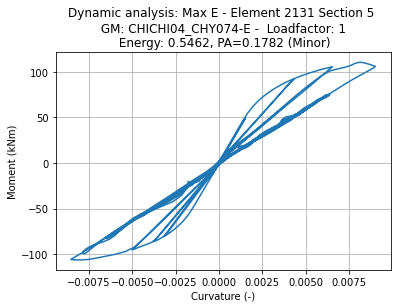 Dynamic analysis: Max E - Element 2131 Section 5
GM: CHICHI04_CHY074-E -  Loadfactor: 1
Energy: 0.5462, PA=0.1782 (Minor)
100
50
0
−50
−100
Moment (kNm)
−0.0075−0.0050−0.0025 0.0000 0.0025 0.0050 0.0075
Curvature (-)